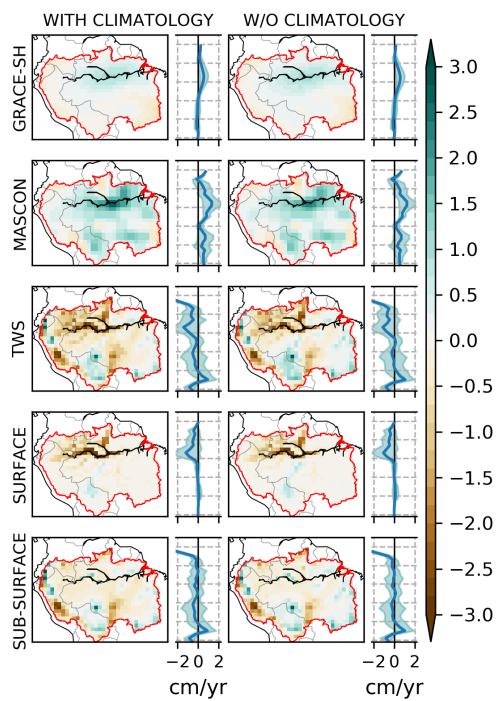 WITH CLIMATOLOGY W/O CLIMATOLOGY
GRACE-SH
MASCON
TWS
SURFACE
SUB-SURFACE
3.0
2.5
2.0
1.5
1.0
0.5
0.0
−0.5
−1.0
−1.5
−2.0
−2.5
−3.0
−2 0 2 −2 0 2
cm/yr cm/yr